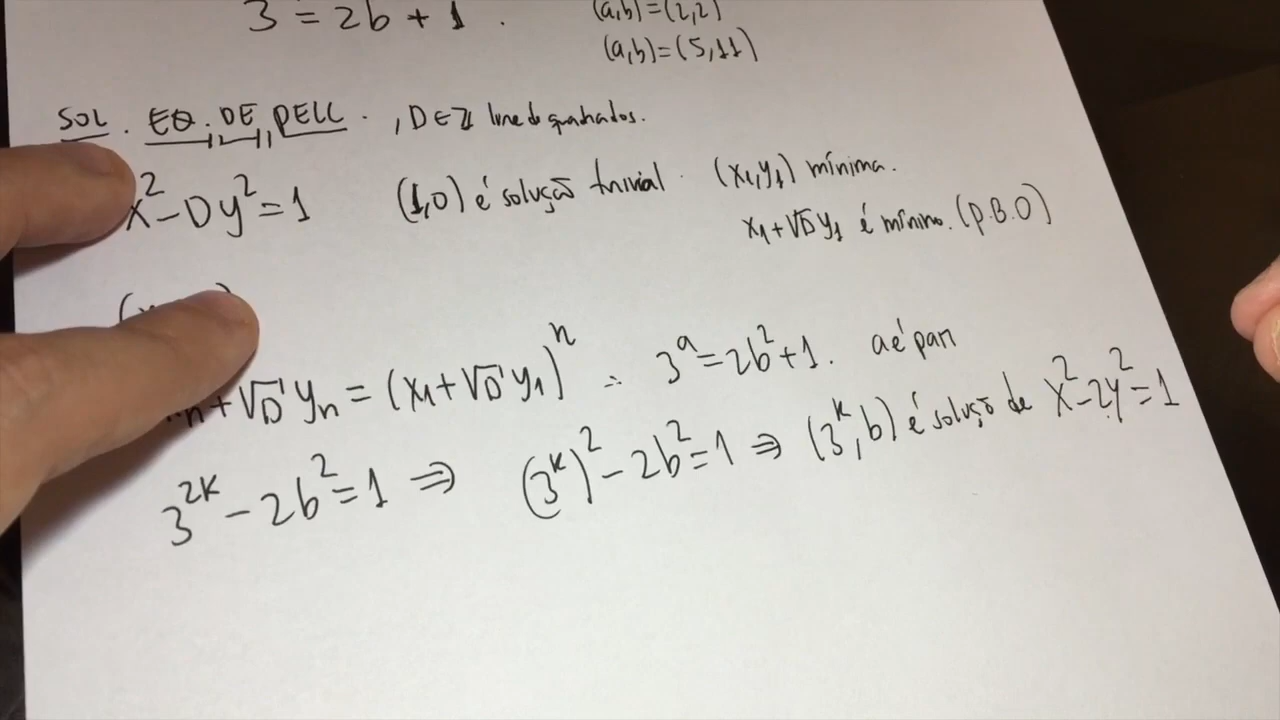 3 = 2b + 1 .
(a,b)=(2,2)
(a,b)=(5,11)
SOL. EQ. DE PELL. , D∈ℤ livre de quadrados.
x²-Dy²=1 (1,0) é solução trivial. (x₁,y₁) mínima.
x₁+√D y₁ é mínimo. (P.B.O)
n+√D yₙ = (x₁+√D y₁)ⁿ ∴ 3ᵃ=2b²+1. a é par
3²ᴷ-2b²=1 ⇒ (3ᴷ)²-2b²=1 ⇒ (3ᴷ,b) é solução de x²-2y²=1